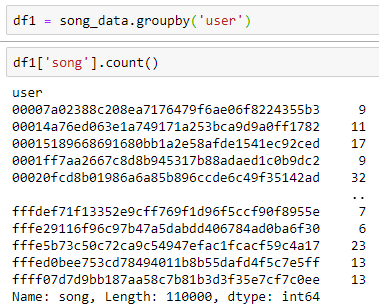 df1 = song_data.groupby('user')
df1['song'].count()
user
00007a02388c208ea7176479f6ae06f8224355b3 9
00014a76ed063e1a749171a253bca9d9a0ff1782 11
00015189668691680bb1a2e58afde1541ec92ced 17
0001ff7aa2667c8d8b945317b88adaed1c0b9dc2 9
00020fcd8b01986a6a85b896ccde6c49f35142ad 32
..
fffdef71f13352e9cff769f1d96f5ccf90f8955e 7
fffe29116f96c97b47a5dabdd406784ad0ba6f30 6
fffe5b73c50c72ca9c54947efac1fcacf59c4a17 23
fffed0bee753cd78494011b8b55dafd4f5c7e5ff 13
ffff07d7d9bb187aa58c7b81b3d3f35e7cf7c0ee 13
Name: song, Length: 110000, dtype: int64